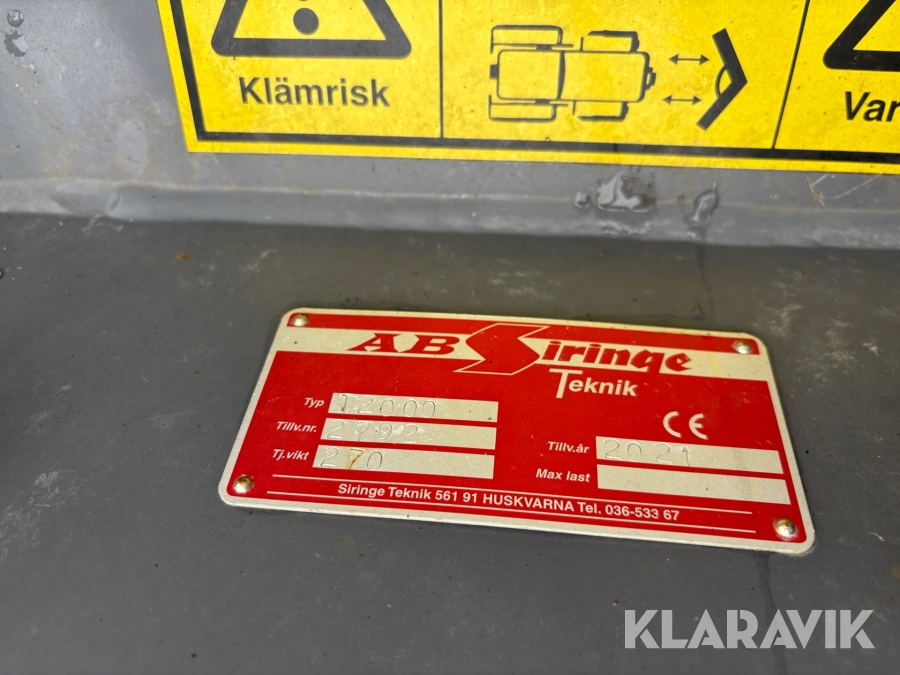 Klämrisk
Var
AB Siringe
Teknik
Typ 12000
Tillv.nr. 2792
Tj.vikt 270
CE
Tillv.år 2021
Max last
Siringe Teknik 561 91 HUSKVARNA Tel. 036-533 67
KLARAVIK